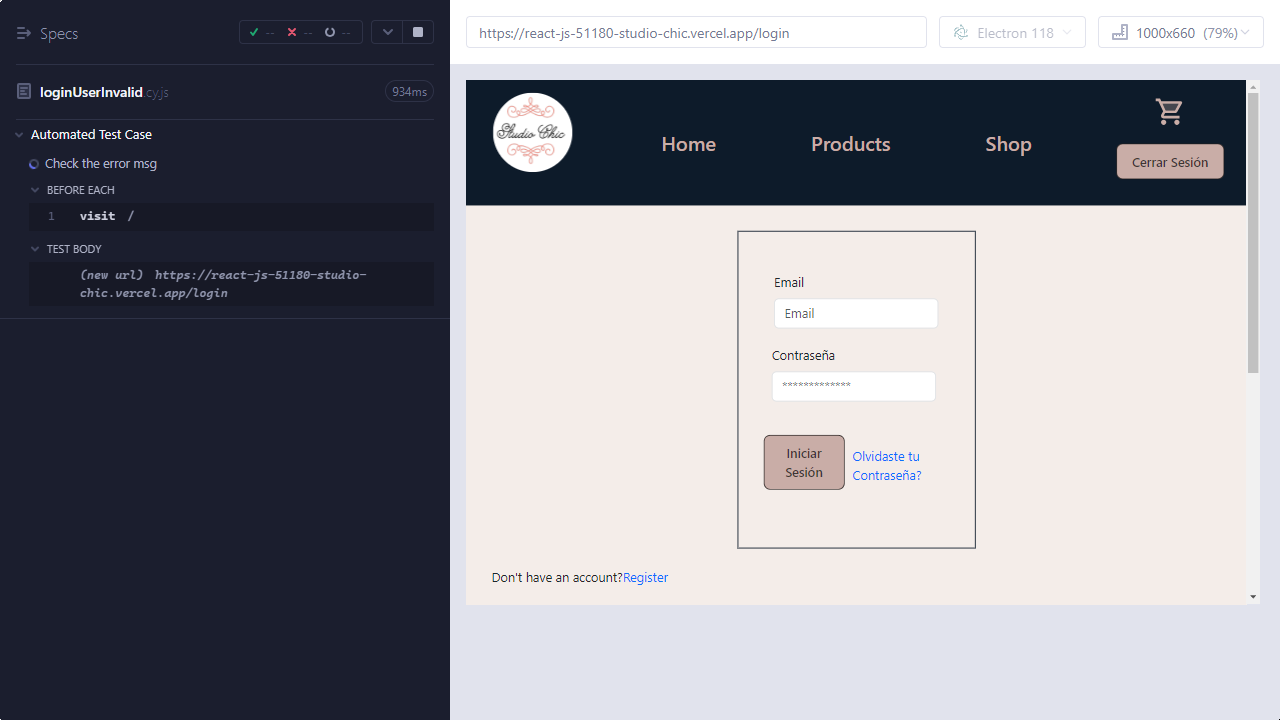 Specs
-- -- --
loginUserInvalid.cy.js 934ms
Automated Test Case
Check the error msg
BEFORE EACH
1 visit /
TEST BODY
(new url) https://react-js-51180-studio-
chic.vercel.app/login
https://react-js-51180-studio-chic.vercel.app/login
Electron 118
1000x660 (79%)
Studio Chic
Home
Products
Shop
Cerrar Sesión
Email
Email
Contraseña
*************
Iniciar
Sesión
Olvidaste tu
Contraseña?
Don't have an account?Register